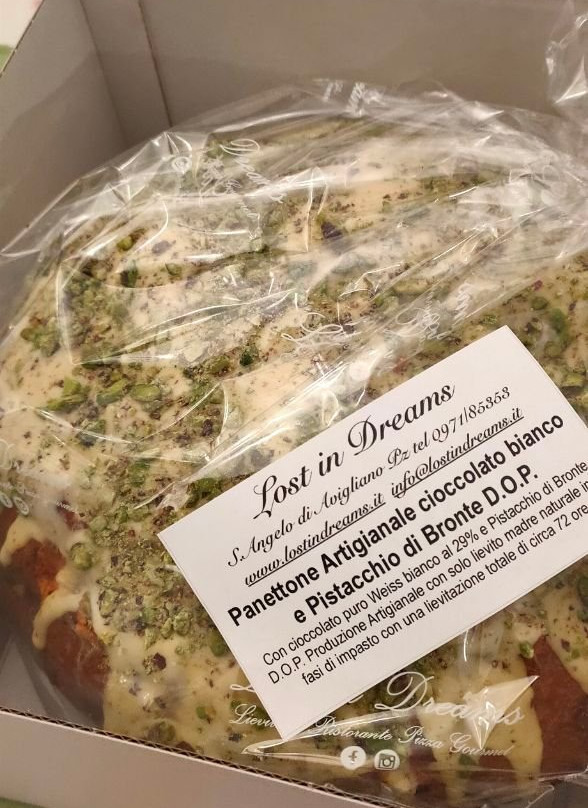 Lost in Dreams
S. Angelo di Avigliano Pz tel 0971/85353
www.lostindreams.it info@lostindreams.it
Panettone Artigianale cioccolato bianco
e Pistacchio di Bronte D.O.P.
Con cioccolato puro Weiss bianco al 29% e Pistacchio di Bronte
D.O.P. Produzione Artigianale con solo lievito madre naturale in
fasi di impasto con una lievitazione totale di circa 72 ore
Dreams
Ristorante Pizza Gourmet